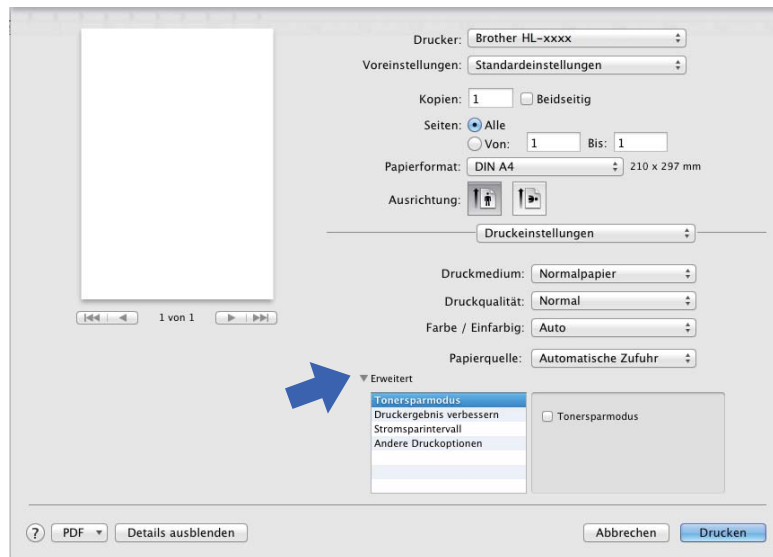 Drucker: Brother HL-xxxx
Voreinstellungen: Standardeinstellungen
Kopien: 1 Beidseitig
Seiten: Alle
Von: 1 Bis: 1
Papierformat: DIN A4 210 x 297 mm
Ausrichtung:
Druckeinstellungen
Druckmedium: Normalpapier
Druckqualität: Normal
1 von 1
Farbe / Einfarbig: Auto
Papierquelle: Automatische Zufuhr
Erweitert
Tonersparmodus
Druckergebnis verbessern
Stromsparintervall
Andere Druckoptionen
Tonersparmodus
? PDF Details ausblenden Abbrechen Drucken